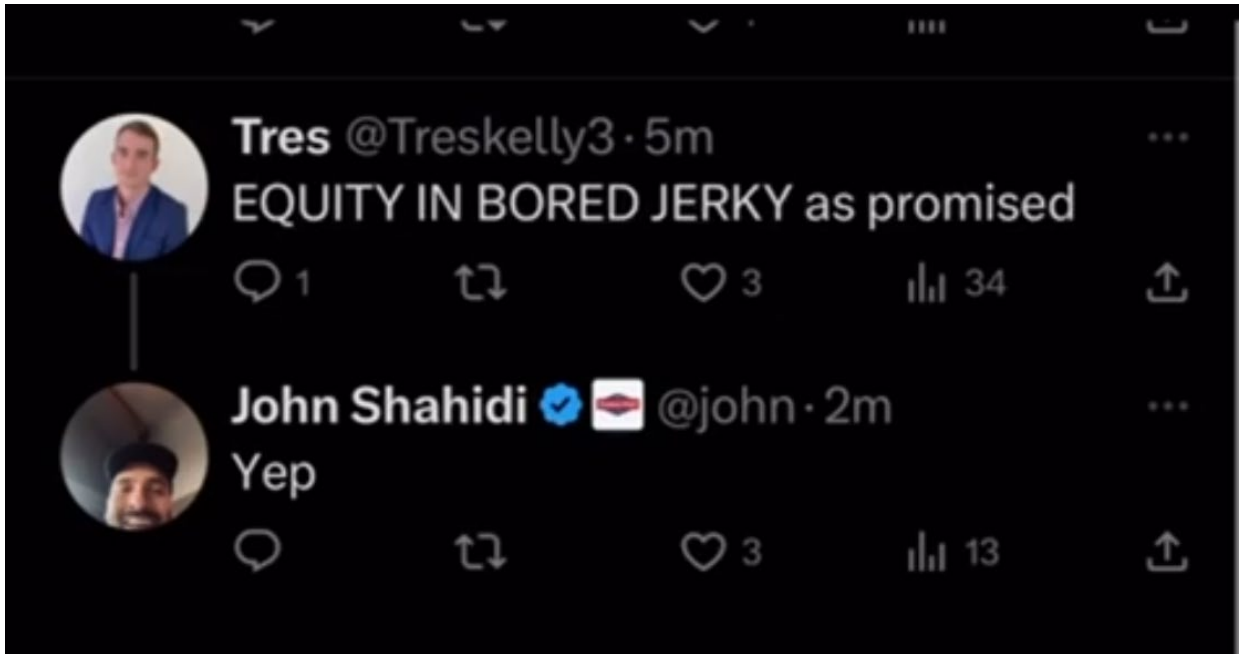 Tres @Treskelly3 · 5m
EQUITY IN BORED JERKY as promised
1 3 34
John Shahidi @john · 2m
Yep
3 13